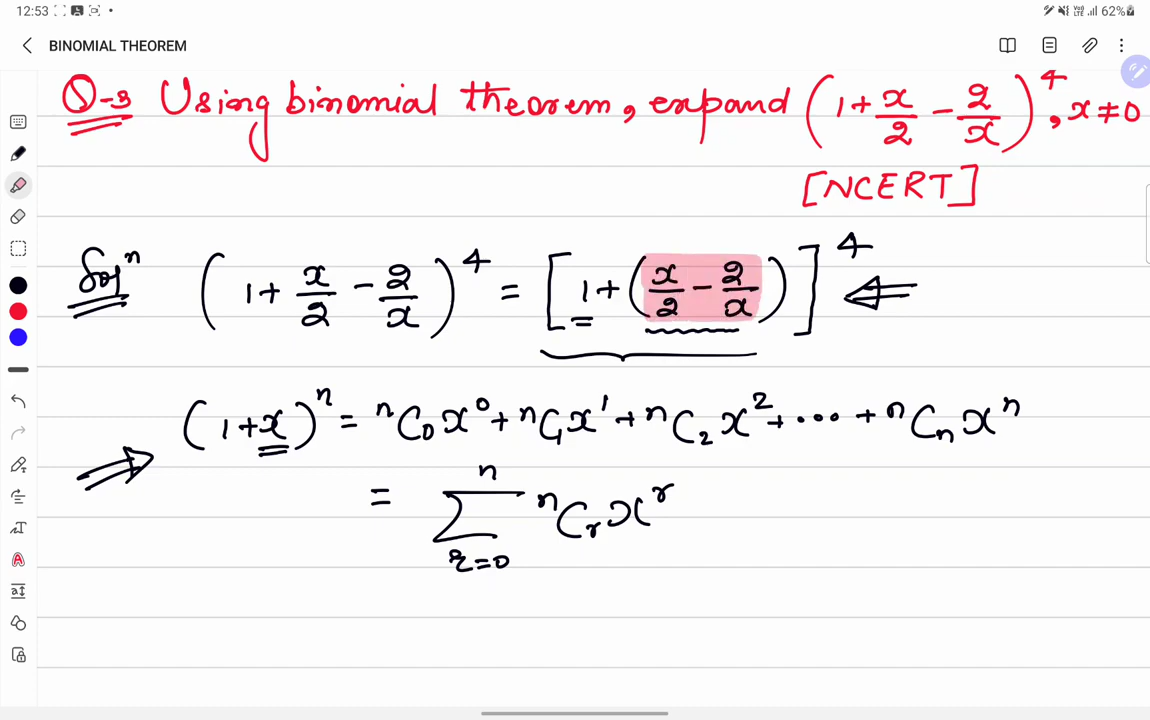 12:53 62%
BINOMIAL THEOREM
Q-3 Using binomial theorem, expand (1 + x/2 - 2/x)⁴, x ≠ 0
[NCERT]
Solⁿ (1 + x/2 - 2/x)⁴ = [1 + (x/2 - 2/x)]⁴
(1+x)ⁿ = ⁿC₀x⁰ + ⁿC₁x¹ + ⁿC₂x² + ... + ⁿCₙxⁿ
= ∑ⁿᵣ₌₀ ⁿCᵣxʳ